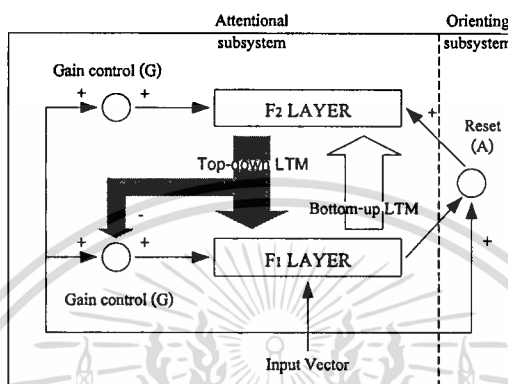 Attentional
subsystem
Orienting
subsystem
Gain control (G)
+
+
F2 LAYER
+
Reset
(A)
Top-down LTM
Bottom-up LTM
-
+
+
F1 LAYER
+
Gain control (G)
Input Vector